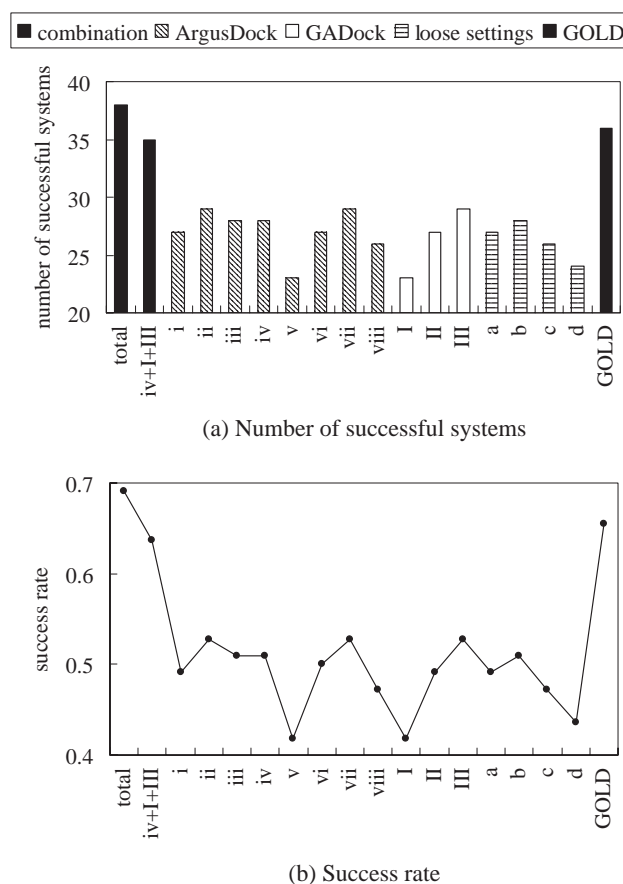 combination ArgusDock GADock loose settings GOLD
number of successful systems
40
35
30
25
20
total iv+I+III i ii iii iv v vi vii viii I II III a b c d GOLD
(a) Number of successful systems
success rate
0.7
0.6
0.5
0.4
total iv+I+III i ii iii iv v vi vii viii I II III a b c d GOLD
(b) Success rate